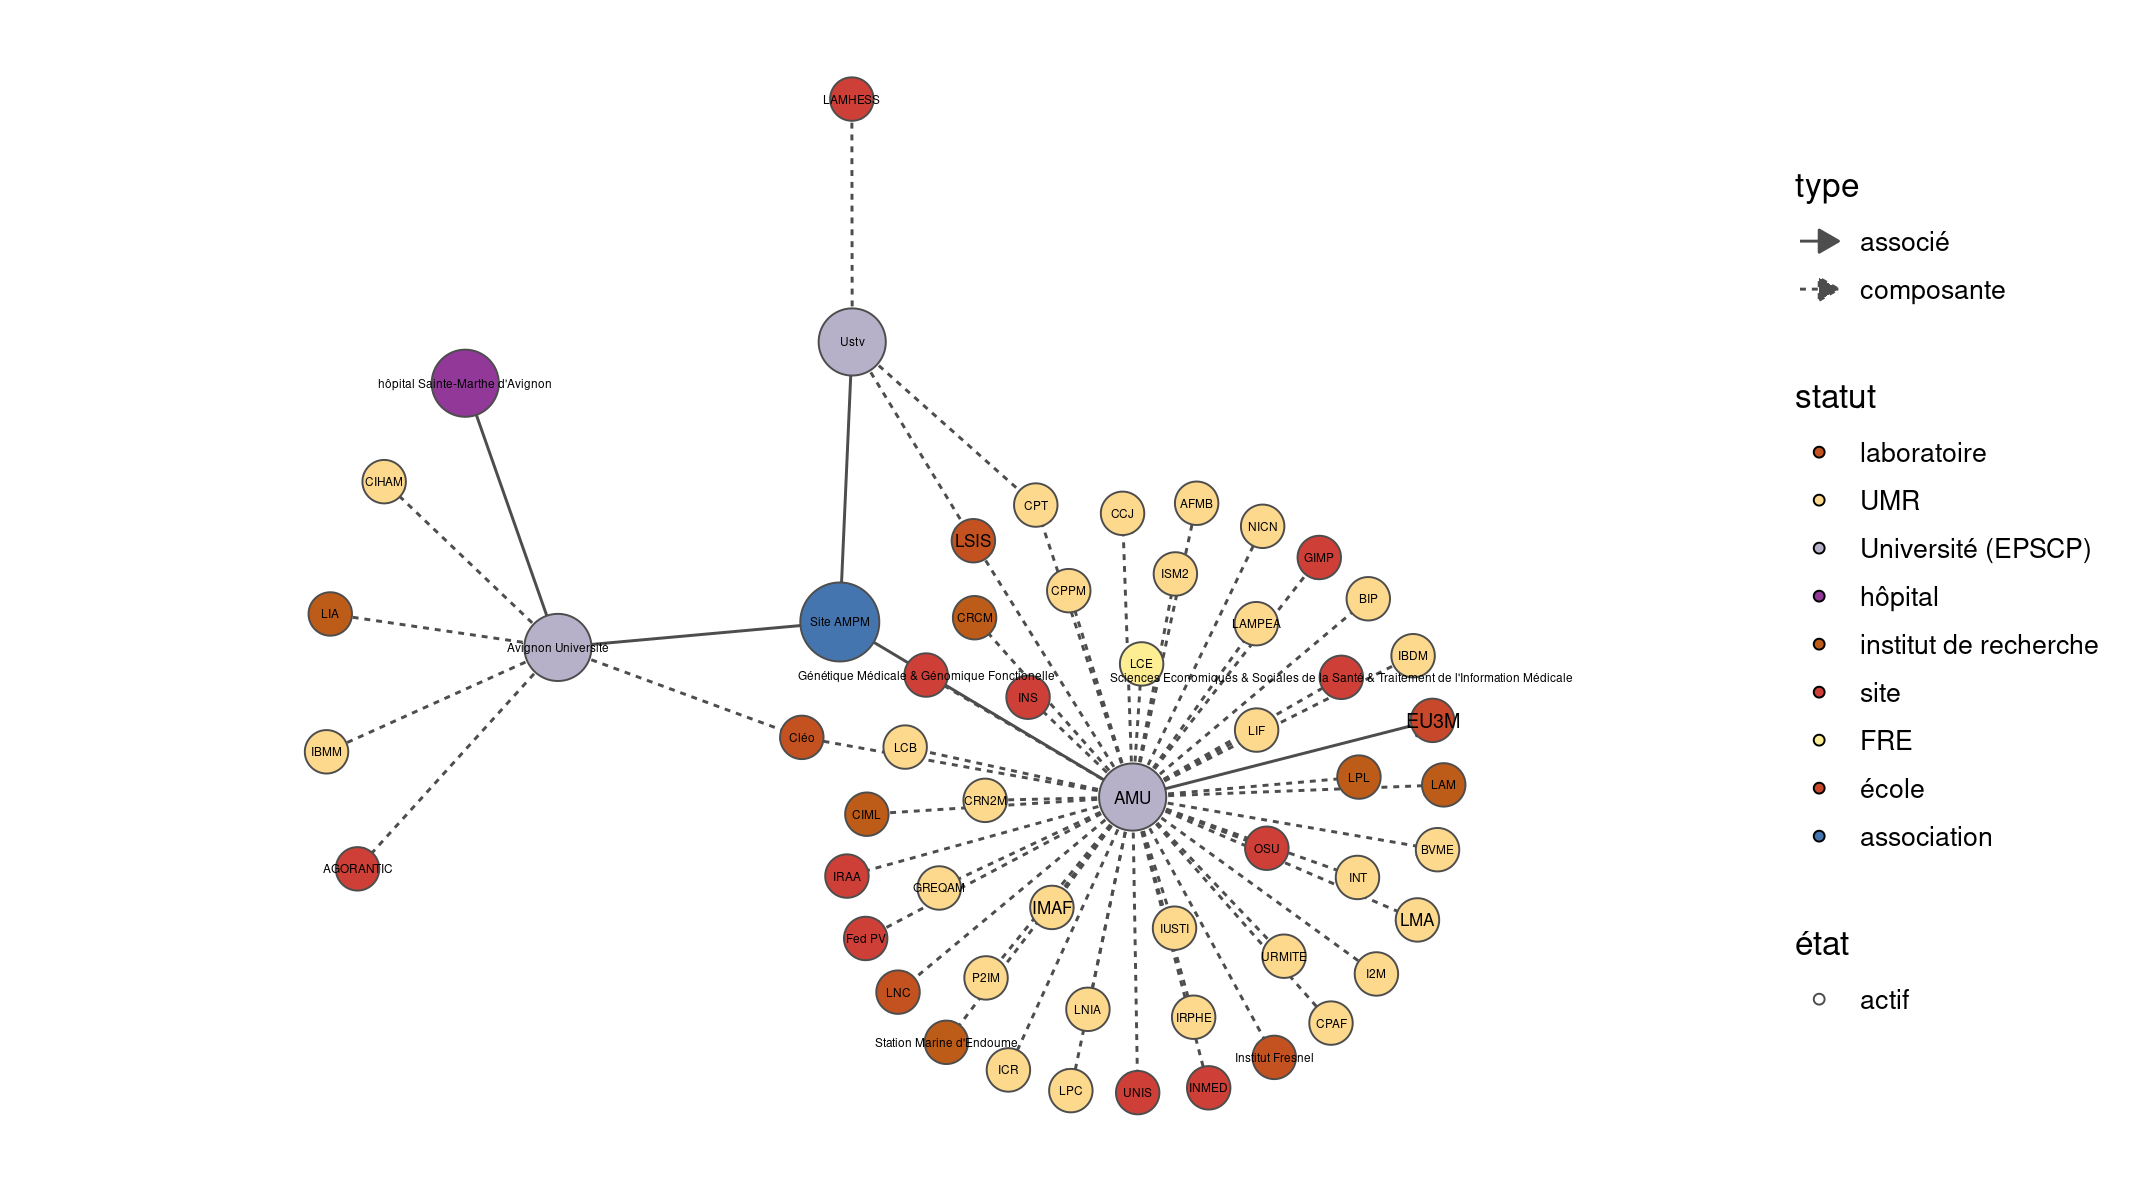 LAMHESS
Ustv
hôpital Sainte-Marthe d'Avignon
CIHAM
LIA
Avignon Université
IBMM
AGORANTIC
Site AMPM
Cléo
Génétique Médicale & Génomique Fonctionelle
LSIS
CPT
CCJ
AFMB
NICN
GIMP
CPPM
ISM2
BIP
CRCM
LAMPEA
LCE
IBDM
Sciences Economiques & Sociales de la Santé & Traitement de l'Information Médicale
INS
EU3M
LIF
LCB
LPL
LAM
AMU
CRN2M
CIML
OSU
BVME
IRAA
INT
GREQAM
IMAF
LMA
Fed PV
IUSTI
URMITE
I2M
P2IM
LNC
LNIA
IRPHE
CPAF
Station Marine d'Endoume
Institut Fresnel
ICR
LPC
UNIS
INMED
type
associé
composante
statut
laboratoire
UMR
Université (EPSCP)
hôpital
institut de recherche
site
FRE
école
association
état
actif